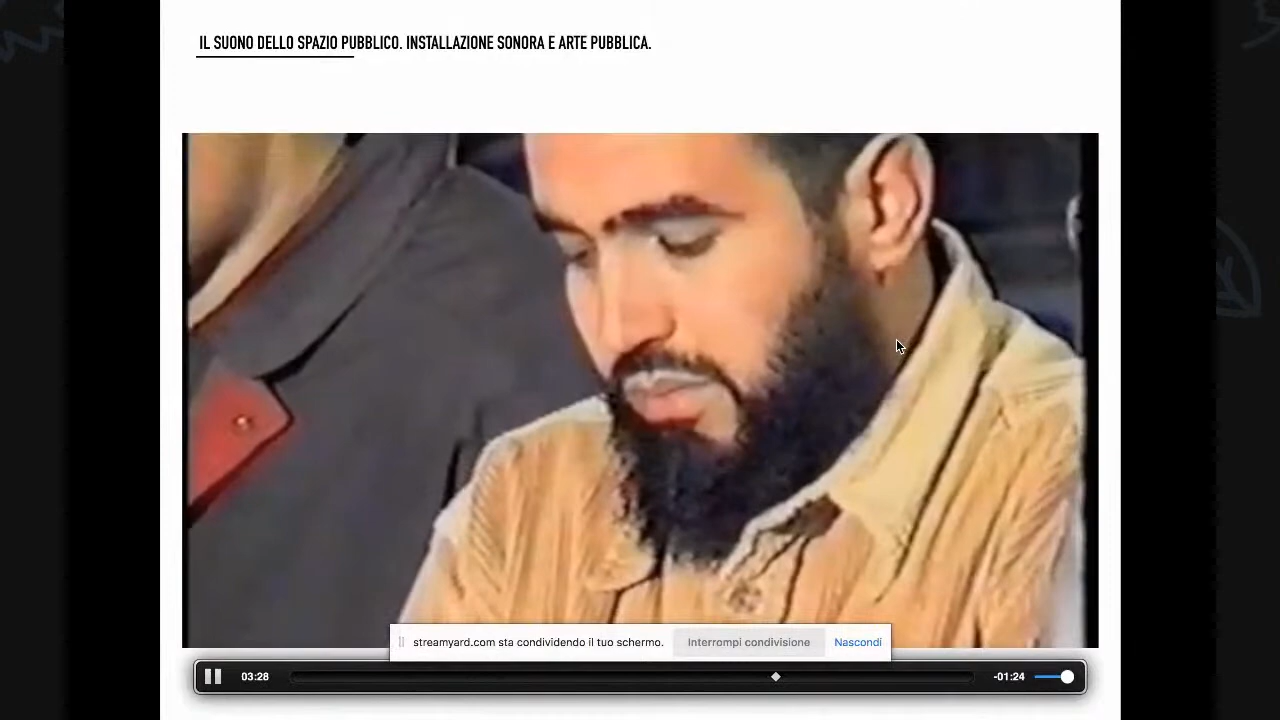 IL SUONO DELLO SPAZIO PUBBLICO. INSTALLAZIONE SONORA E ARTE PUBBLICA.
streamyard.com sta condividendo il tuo schermo. Interrompi condivisione Nascondi
03:28 -01:24